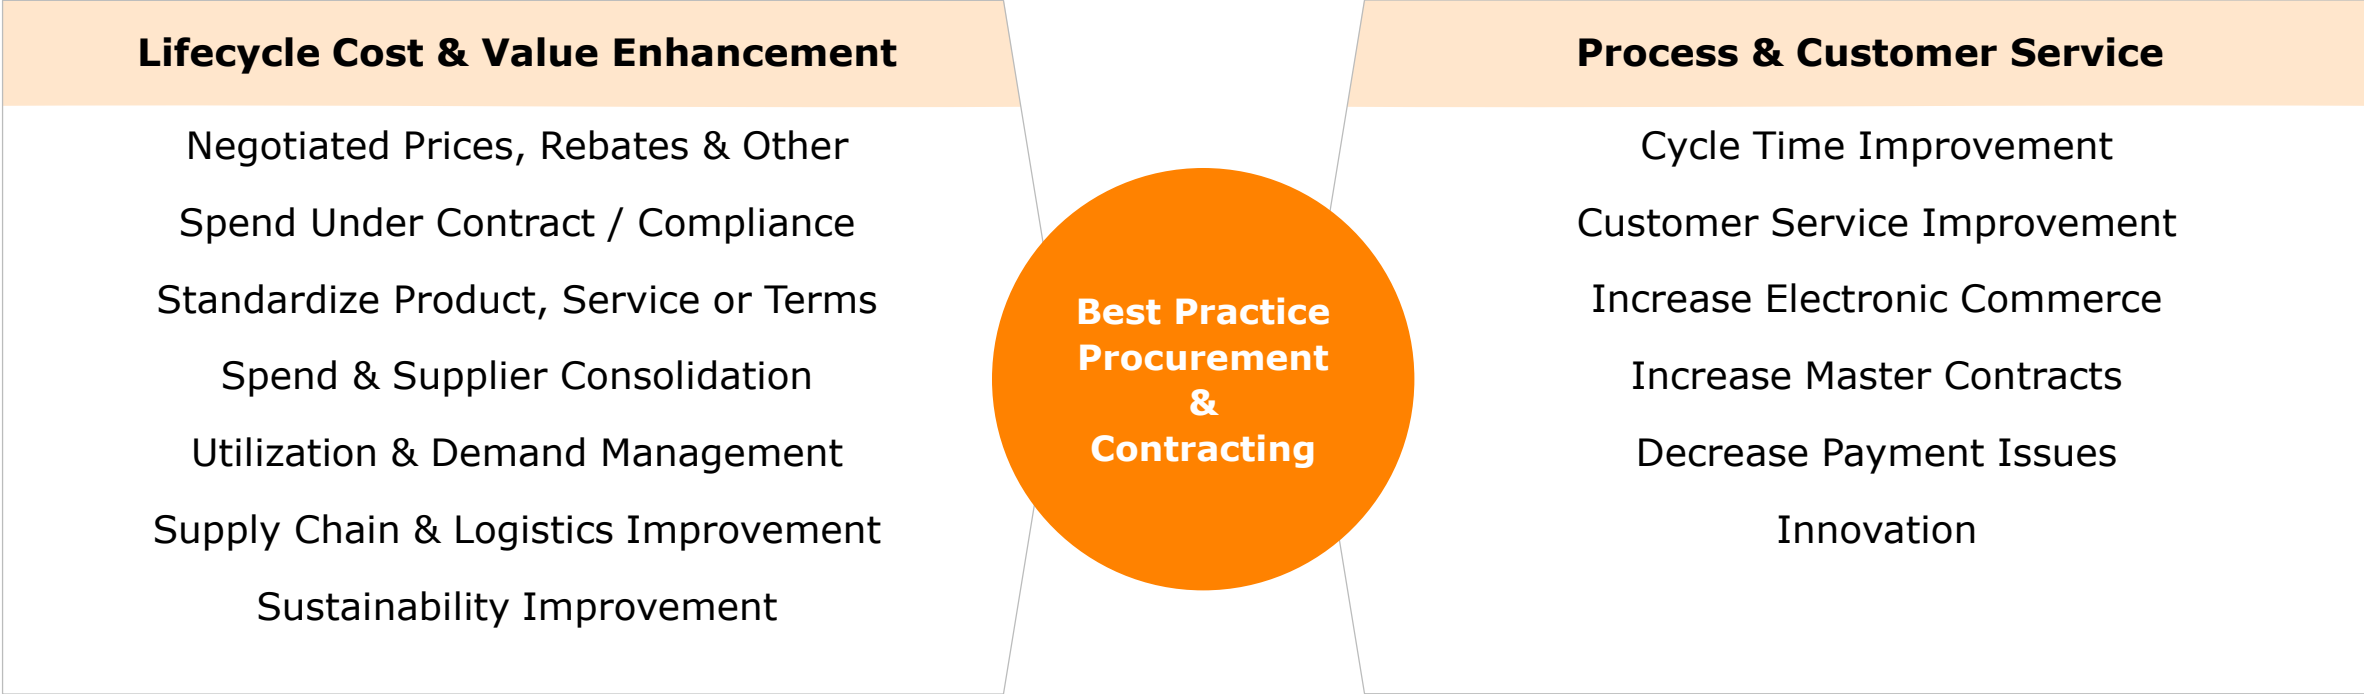 Lifecycle Cost & Value Enhancement
Negotiated Prices, Rebates & Other
Spend Under Contract / Compliance
Standardize Product, Service or Terms
Spend & Supplier Consolidation
Utilization & Demand Management
Supply Chain & Logistics Improvement
Sustainability Improvement
Best Practice
Procurement
&
Contracting
Process & Customer Service
Cycle Time Improvement
Customer Service Improvement
Increase Electronic Commerce
Increase Master Contracts
Decrease Payment Issues
Innovation